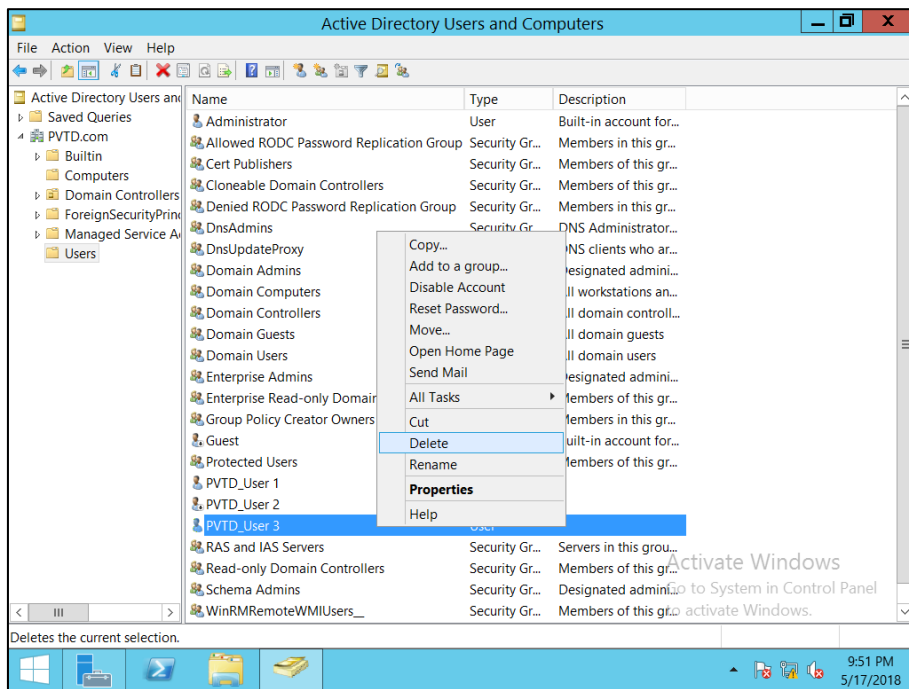 Active Directory Users and Computers
File Action View Help
Active Directory Users and
Saved Queries
PVTD.com
Builtin
Computers
Domain Controllers
ForeignSecurityPrin
Managed Service A
Users
Name Type Description
Administrator User Built-in account for...
Allowed RODC Password Replication Group Security Gr... Members in this gr...
Cert Publishers Security Gr... Members of this gr...
Cloneable Domain Controllers Security Gr... Members of this gr...
Denied RODC Password Replication Group Security Gr... Members in this gr...
DnsAdmins Security Gr... DNS Administrator...
DnsUpdateProxy NS clients who ar...
Domain Admins esignated admini...
Domain Computers ll workstations an...
Domain Controllers ll domain controll...
Domain Guests ll domain guests
Domain Users ll domain users
Enterprise Admins esignated admini...
Enterprise Read-only Domain Members of this gr...
Group Policy Creator Owners Members in this gr...
Guest uilt-in account for...
Protected Users Members of this gr...
PVTD_User 1
PVTD_User 2
PVTD_User 3 User
RAS and IAS Servers Security Gr... Servers in this grou...
Read-only Domain Controllers Security Gr... Members of this gr...
Schema Admins Security Gr... Designated admini...
WinRMRemoteWMIUsers__ Security Gr... Members of this gr...
Copy...
Add to a group...
Disable Account
Reset Password...
Move...
Open Home Page
Send Mail
All Tasks
Cut
Delete
Rename
Properties
Help
Activate Windows
Go to System in Control Panel
to activate Windows.
Deletes the current selection.
9:51 PM
5/17/2018